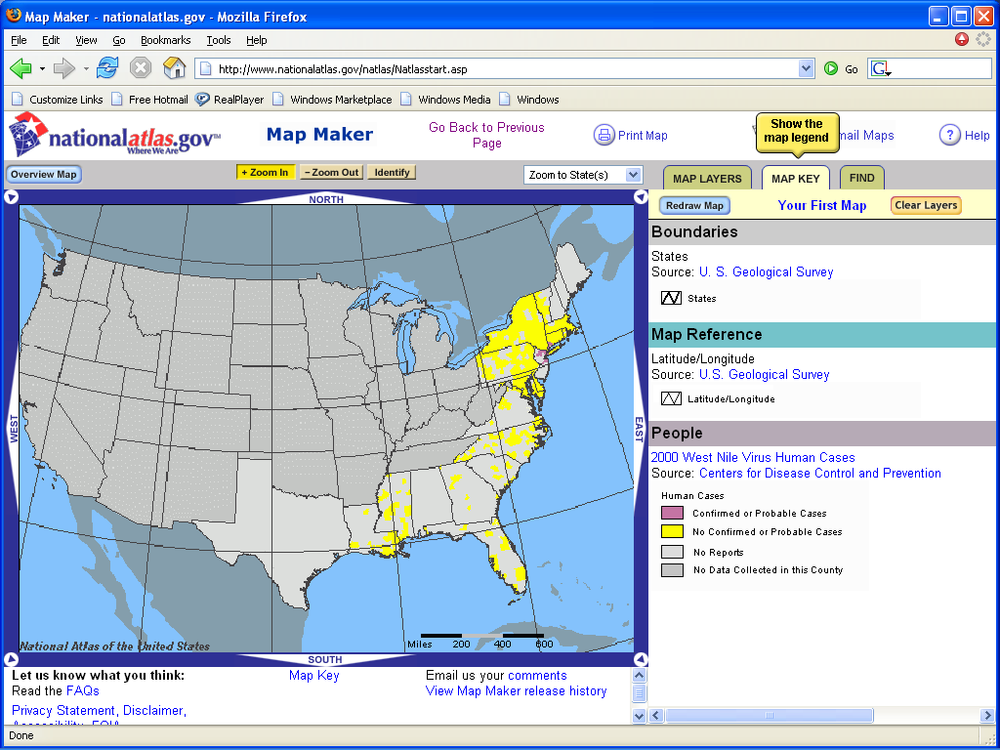 Map Maker - nationalatlas.gov - Mozilla Firefox
File Edit View Go Bookmarks Tools Help
http://www.nationalatlas.gov/natlas/Natlasstart.asp Go G
Customize Links Free Hotmail RealPlayer Windows Marketplace Windows Media Windows
nationalatlas.gov™
Where We Are
Map Maker
Go Back to Previous
Page
Print Map
Show the
map legend
mail Maps
? Help
Overview Map
+ Zoom In
− Zoom Out
Identify
Zoom to State(s)
MAP LAYERS MAP KEY FIND
Redraw Map Your First Map Clear Layers
NORTH
WEST
EAST
SOUTH
National Atlas of the United States
Miles 200 400 600
Boundaries
States
Source: U. S. Geological Survey
States
Map Reference
Latitude/Longitude
Source: U.S. Geological Survey
Latitude/Longitude
People
2000 West Nile Virus Human Cases
Source: Centers for Disease Control and Prevention
Human Cases
Confirmed or Probable Cases
No Confirmed or Probable Cases
No Reports
No Data Collected in this County
Let us know what you think:
Read the FAQs
Privacy Statement, Disclaimer,
Map Key
Email us your comments
View Map Maker release history
Done